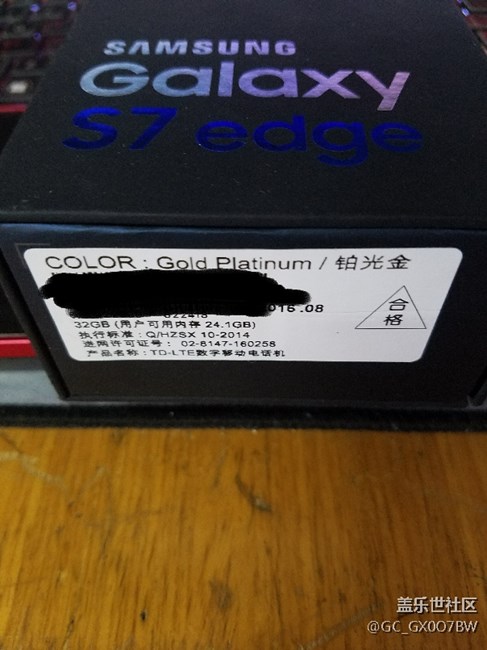 SAMSUNG
Galaxy
S7 edge
COLOR : Gold Platinum / 铂光金
016 .08
合
格
32GB (用户可用内存 24.1GB)
执行标准 : Q/HZSX 10-2014
进网许可证号 : 02-8147-160258
产品名称 : TD-LTE数字移动电话机
盖乐世社区
@GC_GX0O7BW